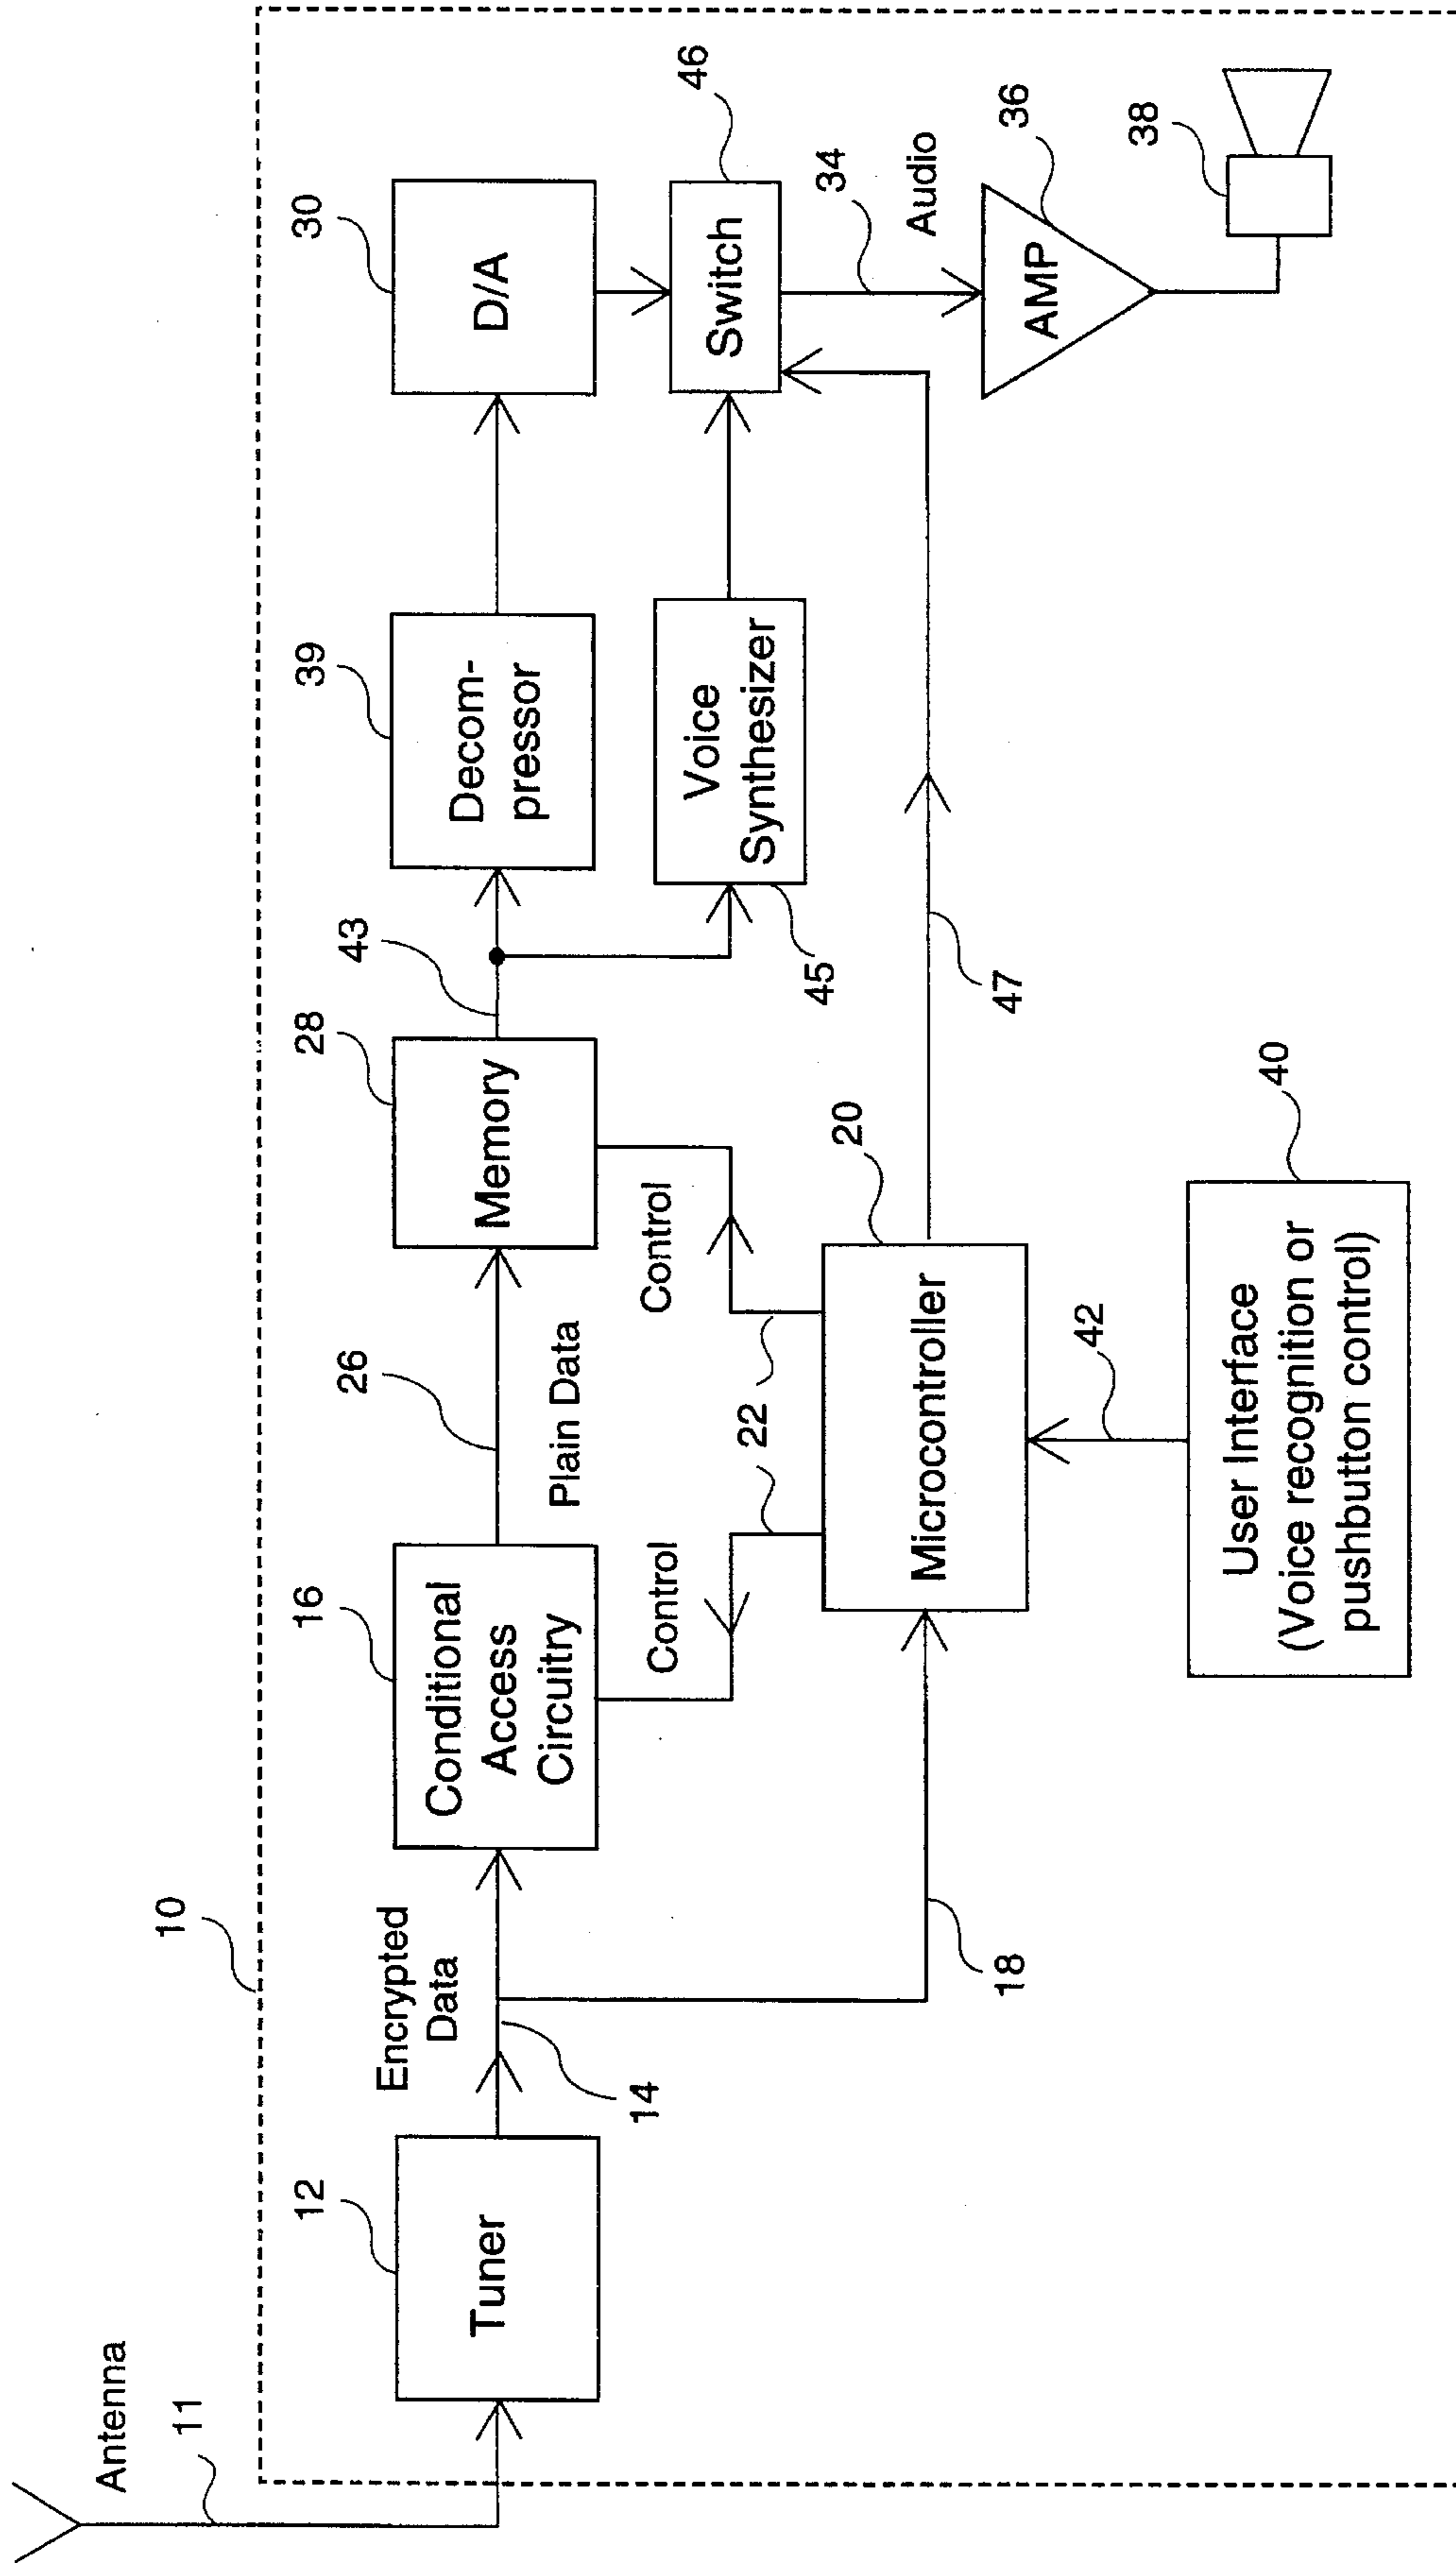 Antenna
11
10
12
Tuner
14
Encrypted
Data
16
Conditional
Access
Circuitry
18
26
Plain Data
28
Memory
43
39
Decom-
pressor
30
D/A
Control
22
Control
20
Microcontroller
45
Voice
Synthesizer
46
Switch
47
34
Audio
36
AMP
38
42
40
User Interface
(Voice recognition or
pushbutton control)